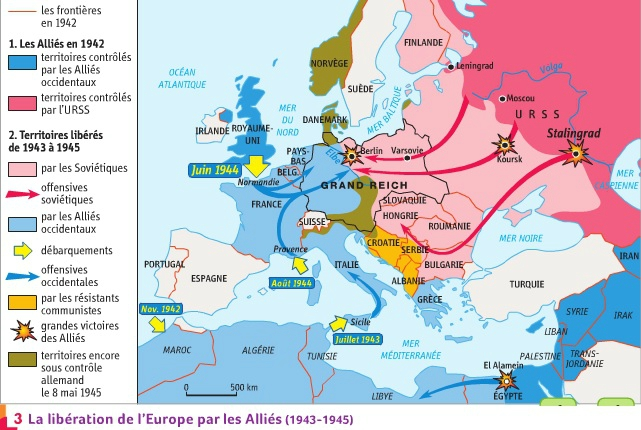 les frontières
en 1942
1. Les Alliés en 1942
territoires contrôlés
par les Alliés
occidentaux
territoires contrôlés
par l'URSS
2. Territoires libérés
de 1943 à 1945
par les Soviétiques
offensives
soviétiques
par les Alliés
occidentaux
débarquements
offensives
occidentales
par les résistants
communistes
grandes victoires
des Alliés
territoires encore
sous contrôle
allemand
le 8 mai 1945
OCÉAN
ATLANTIQUE
NORVÈGE
FINLANDE
SUÈDE
Leningrad
Volga
Moscou
U R S S
MER
DU
NORD
DANEMARK
MER BALTIQUE
IRLANDE
ROYAUME-
UNI
Stalingrad
PAYS-
BAS
Elbe
Berlin
Varsovie
Koursk
Juin 1944
BELG.
Normandie
GRAND REICH
MER
CASPIENNE
FRANCE
SLOVAQUIE
SUISSE
HONGRIE
ROUMANIE
CROATIE
SERBIE
MER NOIRE
Provence
ITALIE
BULGARIE
IRAN
PORTUGAL
ESPAGNE
Août 1944
ALBANIE
TURQUIE
GRÈCE
Nov. 1942
SYRIE
IRAK
Sicile
LIBAN
Juillet 1943
MAROC
ALGÉRIE
TUNISIE
MER
MÉDITERRANÉE
PALESTINE
TRANS-
JORDANIE
El Alamein
0
500 km
LIBYE
ÉGYPTE
3 La libération de l'Europe par les Alliés (1943-1945)